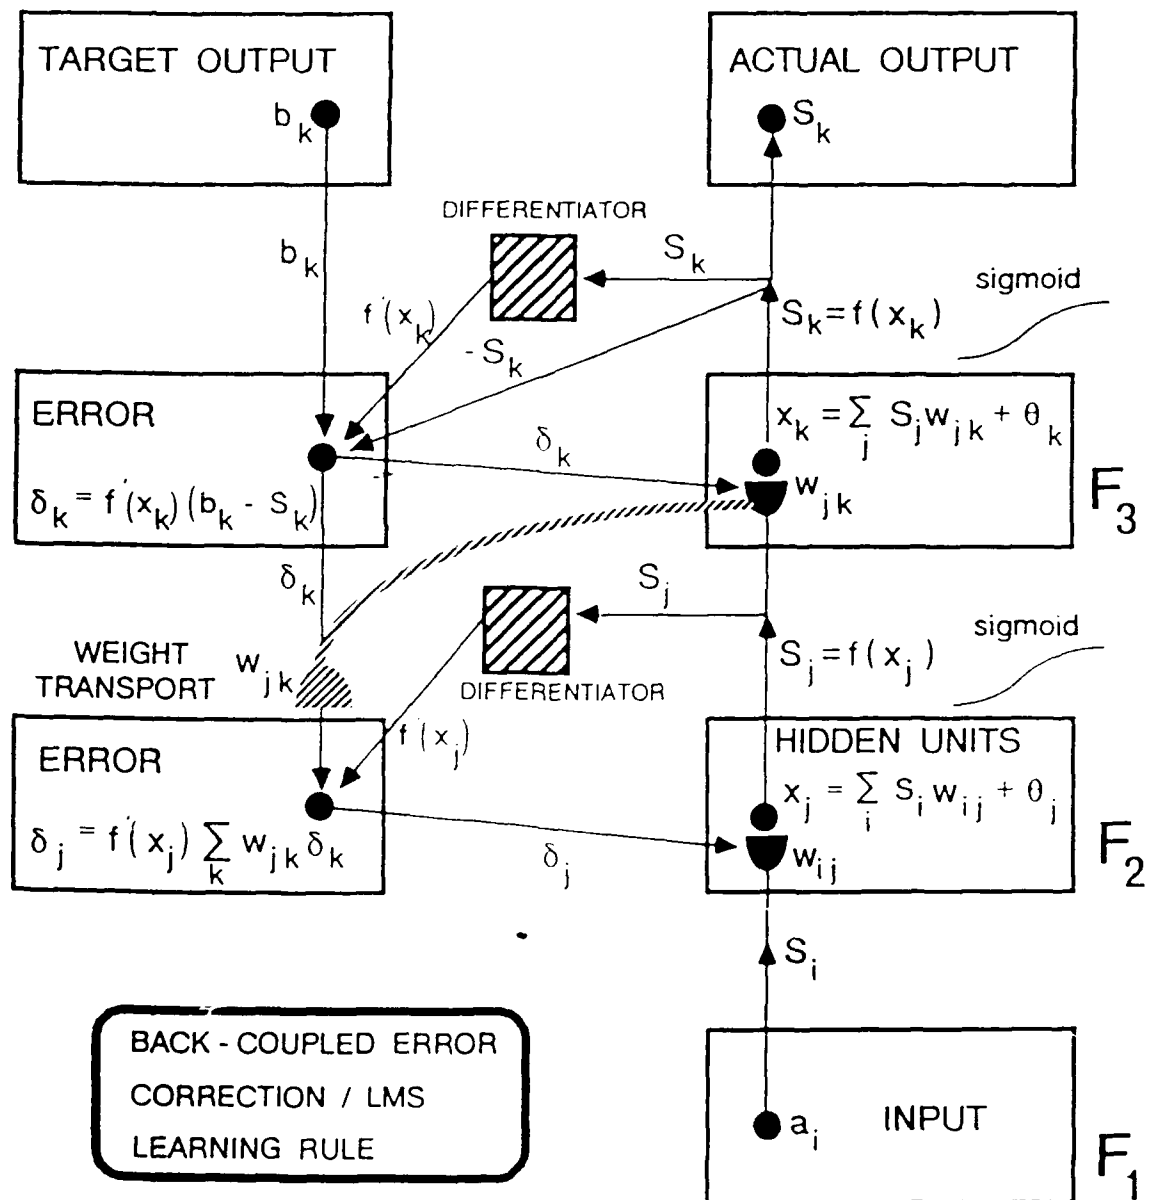 TARGET OUTPUT
b_k
ACTUAL OUTPUT
S_k
DIFFERENTIATOR
b_k
S_k
sigmoid
f'(x_k)
- S_k
S_k = f(x_k)
ERROR
δ_k = f'(x_k)(b_k - S_k)
δ_k
x_k = ∑_j S_j w_jk + θ_k
w_jk
F_3
δ_k
S_j
sigmoid
WEIGHT
TRANSPORT
w_jk
DIFFERENTIATOR
S_j = f(x_j)
f'(x_j)
ERROR
δ_j = f'(x_j) ∑_k w_jk δ_k
δ_j
HIDDEN UNITS
x_j = ∑_i S_i w_ij + θ_j
w_ij
F_2
S_i
BACK - COUPLED ERROR
CORRECTION / LMS
LEARNING RULE
a_i
INPUT
F_1